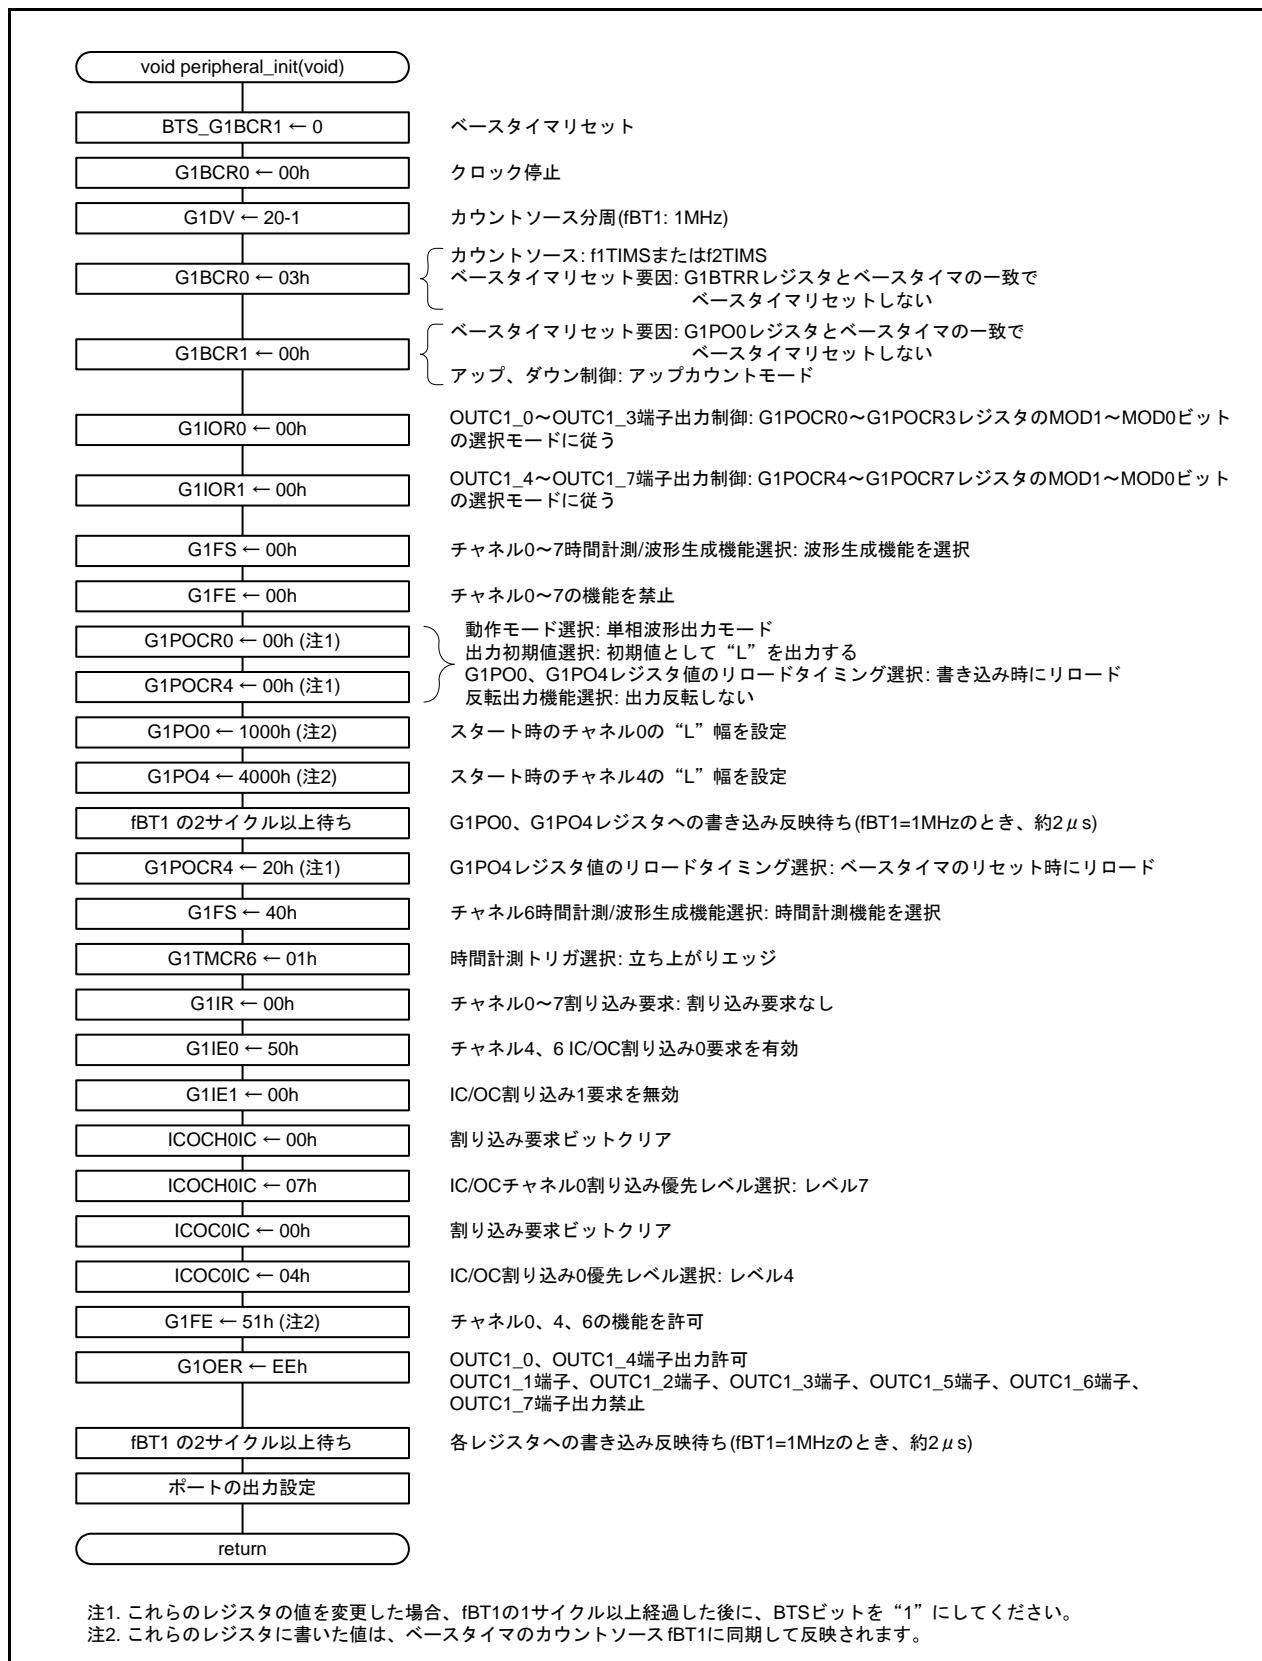 void peripheral_init(void)
BTS_G1BCR1 ← 0
ベースタイマリセット
G1BCR0 ← 00h
クロック停止
G1DV ← 20-1
カウントソース分周(fBT1: 1MHz)
G1BCR0 ← 03h
カウントソース: f1TIMSまたはf2TIMS
ベースタイマリセット要因: G1BTRRレジスタとベースタイマの一致で
ベースタイマリセットしない
G1BCR1 ← 00h
ベースタイマリセット要因: G1PO0レジスタとベースタイマの一致で
ベースタイマリセットしない
アップ、ダウン制御: アップカウントモード
G1IOR0 ← 00h
OUTC1_0～OUTC1_3端子出力制御: G1POCR0～G1POCR3レジスタのMOD1～MOD0ビット
の選択モードに従う
G1IOR1 ← 00h
OUTC1_4～OUTC1_7端子出力制御: G1POCR4～G1POCR7レジスタのMOD1～MOD0ビット
の選択モードに従う
G1FS ← 00h
チャネル0～7時間計測/波形生成機能選択: 波形生成機能を選択
G1FE ← 00h
チャネル0～7の機能を禁止
G1POCR0 ← 00h (注1)
G1POCR4 ← 00h (注1)
動作モード選択: 単相波形出力モード
出力初期値選択: 初期値として“L”を出力する
G1PO0、G1PO4レジスタ値のリロードタイミング選択: 書き込み時にリロード
反転出力機能選択: 出力反転しない
G1PO0 ← 1000h (注2)
スタート時のチャネル0の“L”幅を設定
G1PO4 ← 4000h (注2)
スタート時のチャネル4の“L”幅を設定
fBT1 の2サイクル以上待ち
G1PO0、G1PO4レジスタへの書き込み反映待ち(fBT1=1MHzのとき、約2μs)
G1POCR4 ← 20h (注1)
G1PO4レジスタ値のリロードタイミング選択: ベースタイマのリセット時にリロード
G1FS ← 40h
チャネル6時間計測/波形生成機能選択: 時間計測機能を選択
G1TMCR6 ← 01h
時間計測トリガ選択: 立ち上がりエッジ
G1IR ← 00h
チャネル0～7割り込み要求: 割り込み要求なし
G1IE0 ← 50h
チャネル4、6 IC/OC割り込み0要求を有効
G1IE1 ← 00h
IC/OC割り込み1要求を無効
ICOCH0IC ← 00h
割り込み要求ビットクリア
ICOCH0IC ← 07h
IC/OCチャネル0割り込み優先レベル選択: レベル7
ICOC0IC ← 00h
割り込み要求ビットクリア
ICOC0IC ← 04h
IC/OC割り込み0優先レベル選択: レベル4
G1FE ← 51h (注2)
チャネル0、4、6の機能を許可
G1OER ← EEh
OUTC1_0、OUTC1_4端子出力許可
OUTC1_1端子、OUTC1_2端子、OUTC1_3端子、OUTC1_5端子、OUTC1_6端子、
OUTC1_7端子出力禁止
fBT1 の2サイクル以上待ち
各レジスタへの書き込み反映待ち(fBT1=1MHzのとき、約2μs)
ポートの出力設定
return
注1. これらのレジスタの値を変更した場合、fBT1の1サイクル以上経過した後に、BTSビットを“1”にしてください。
注2. これらのレジスタに書いた値は、ベースタイマのカウントソースfBT1に同期して反映されます。